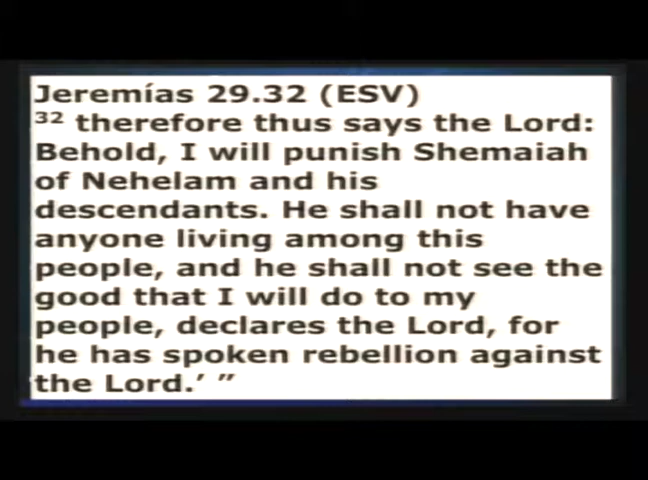 Jeremías 29.32 (ESV)
32 therefore thus says the Lord:
Behold, I will punish Shemaiah
of Nehelam and his
descendants. He shall not have
anyone living among this
people, and he shall not see the
good that I will do to my
people, declares the Lord, for
he has spoken rebellion against
the Lord.’ ”